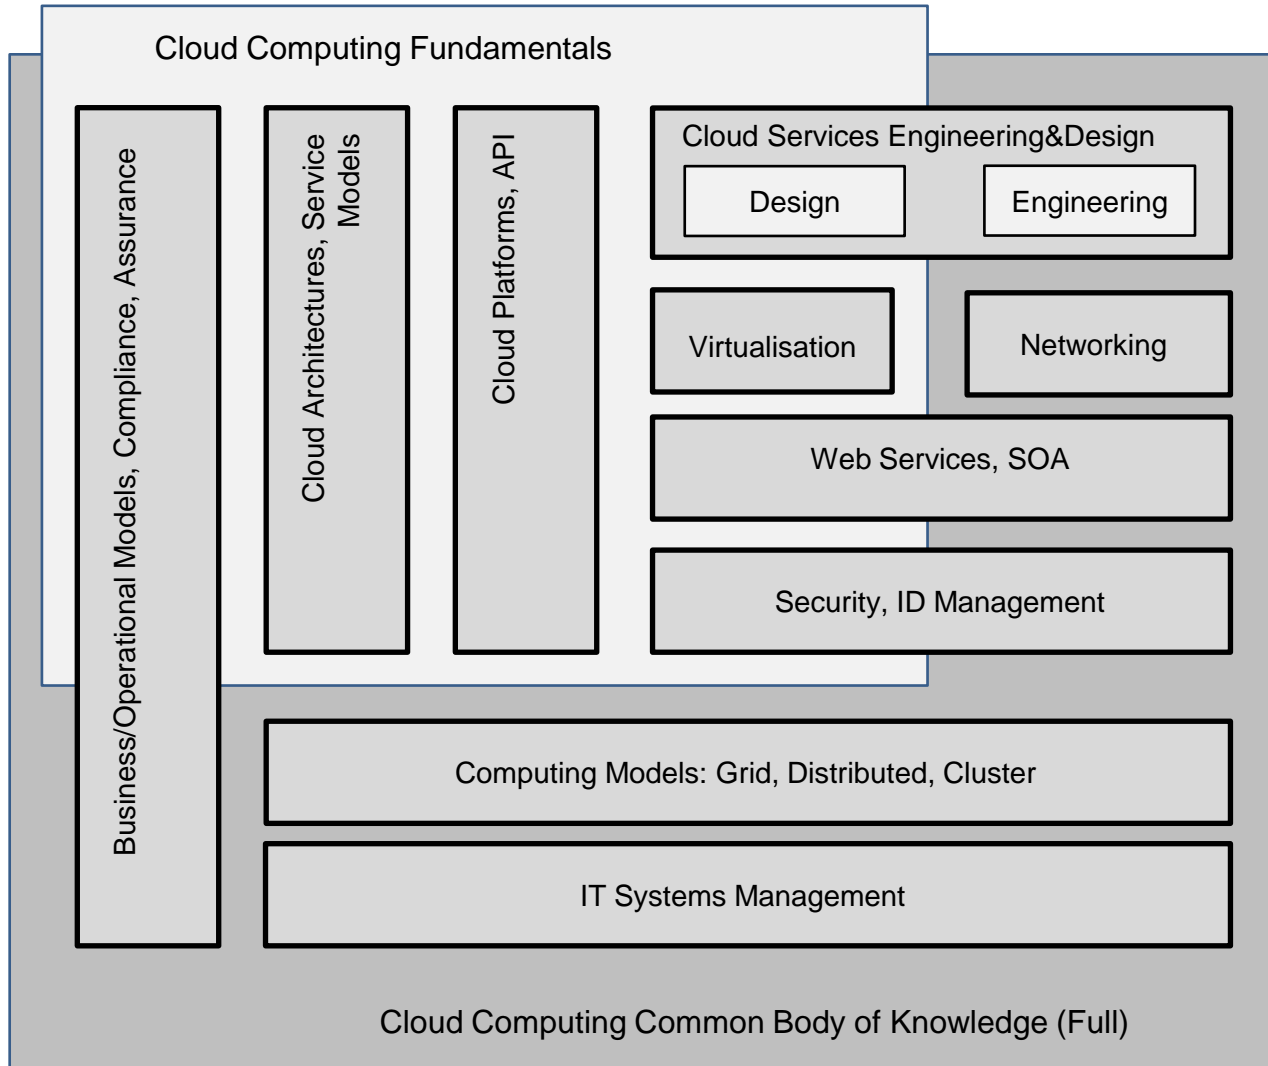 Cloud Computing Fundamentals
Business/Operational Models, Compliance, Assurance
Cloud Architectures, Service
Models
Cloud Platforms, API
Cloud Services Engineering&Design
Design
Engineering
Virtualisation
Networking
Web Services, SOA
Security, ID Management
Computing Models: Grid, Distributed, Cluster
IT Systems Management
Cloud Computing Common Body of Knowledge (Full)